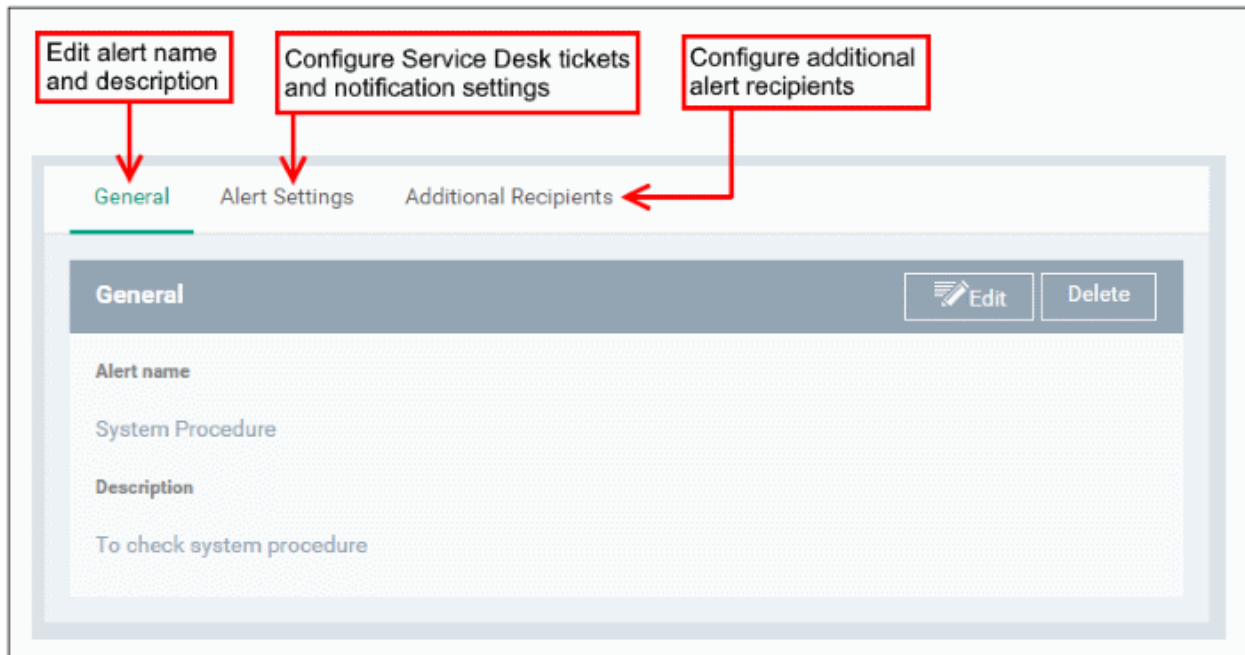 Edit alert name
and description
Configure Service Desk tickets
and notification settings
Configure additional
alert recipients
General
Alert Settings
Additional Recipients
General
Edit
Delete
Alert name
System Procedure
Description
To check system procedure